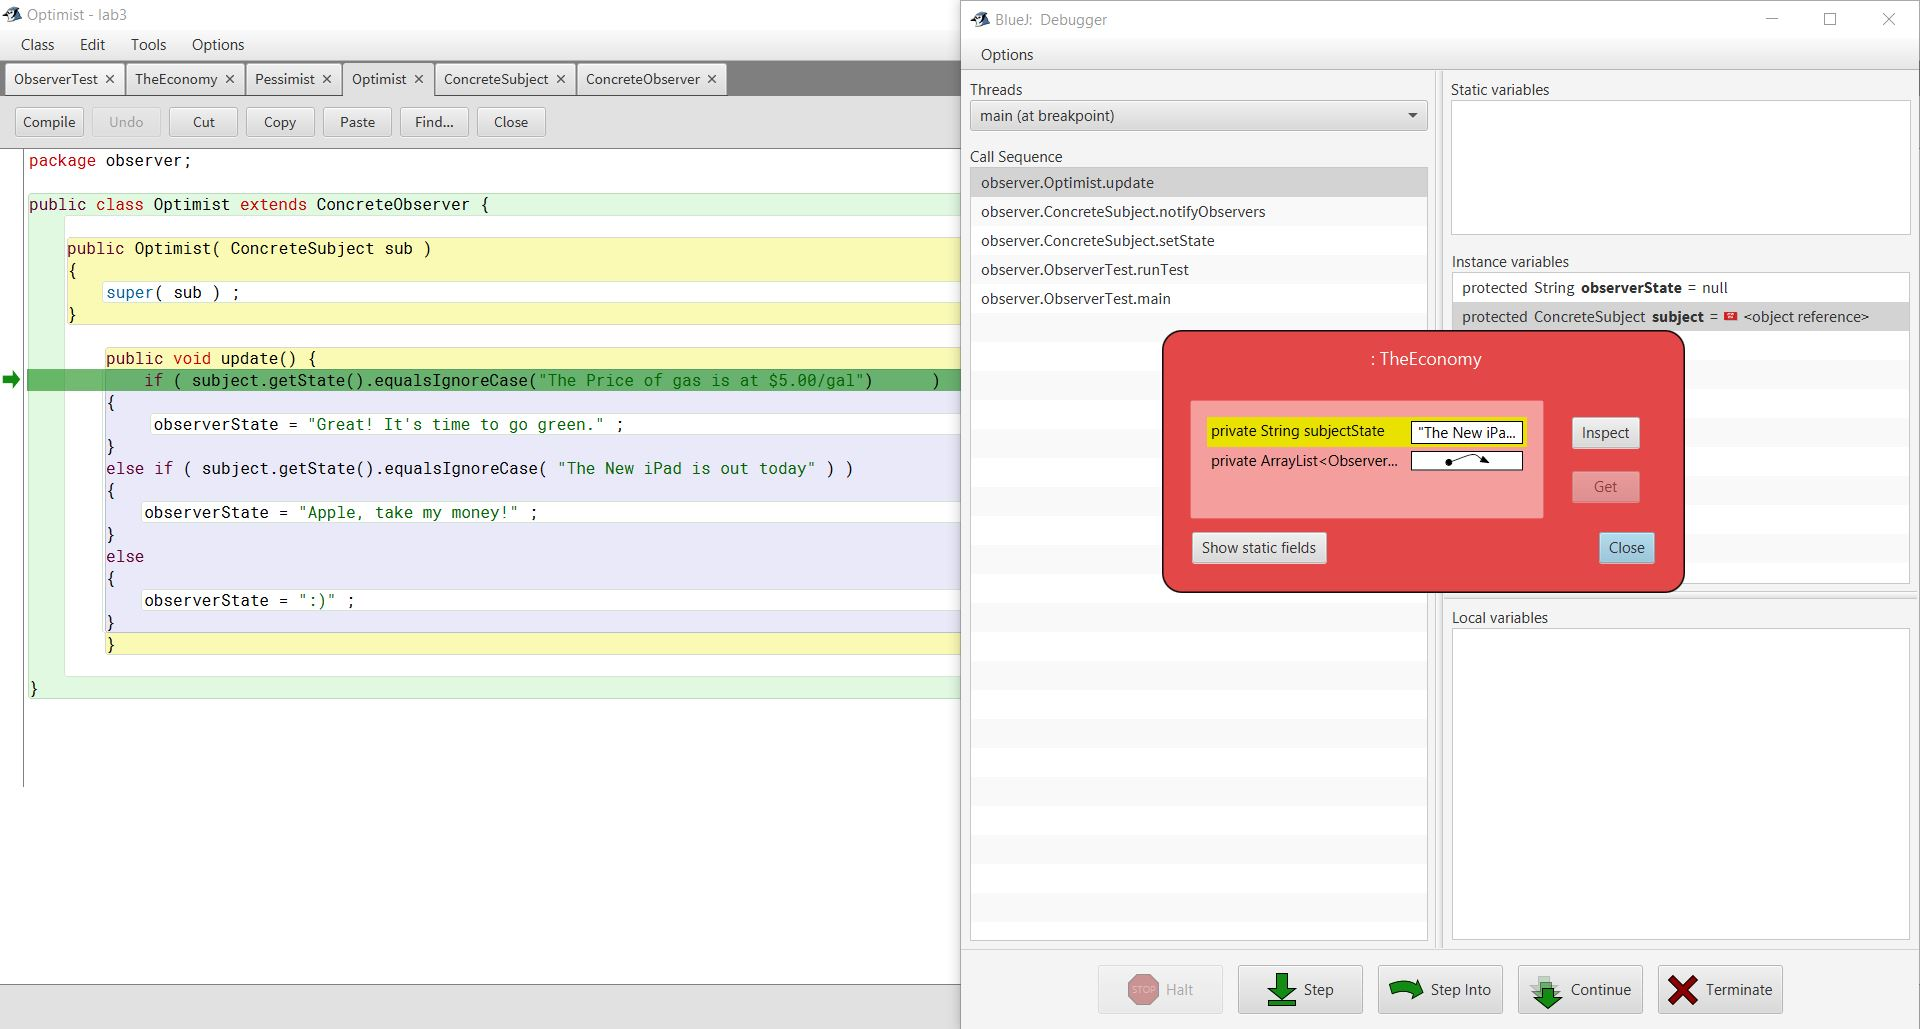 Optimist - lab3
Class Edit Tools Options
ObserverTest TheEconomy Pessimist Optimist ConcreteSubject ConcreteObserver
Compile Undo Cut Copy Paste Find... Close
package observer;
public class Optimist extends ConcreteObserver {
public Optimist( ConcreteSubject sub )
{
super( sub ) ;
}
public void update() {
if ( subject.getState().equalsIgnoreCase("The Price of gas is at $5.00/gal") )
{
observerState = "Great! It's time to go green." ;
}
else if ( subject.getState().equalsIgnoreCase( "The New iPad is out today" ) )
{
observerState = "Apple, take my money!" ;
}
else
{
observerState = ":)" ;
}
}
}
BlueJ: Debugger
Options
Threads
main (at breakpoint)
Call Sequence
observer.Optimist.update
observer.ConcreteSubject.notifyObservers
observer.ConcreteSubject.setState
observer.ObserverTest.runTest
observer.ObserverTest.main
Static variables
Instance variables
protected String observerState = null
protected ConcreteSubject subject = <object reference>
: TheEconomy
private String subjectState "The New iPa...
private ArrayList<Observer...
Inspect
Get
Show static fields
Close
Local variables
STOP Halt
Step
Step Into
Continue
Terminate